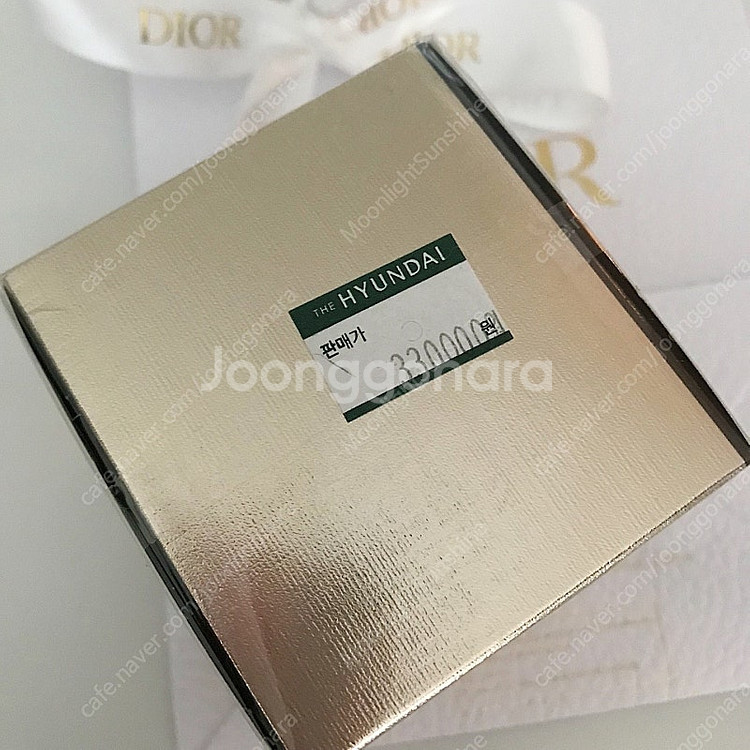 DIOR
DIOR
THE HYUNDAI
판매가
330000원
Joonggonara
cafe.naver.com/joonggonara
MoonlightSunshine